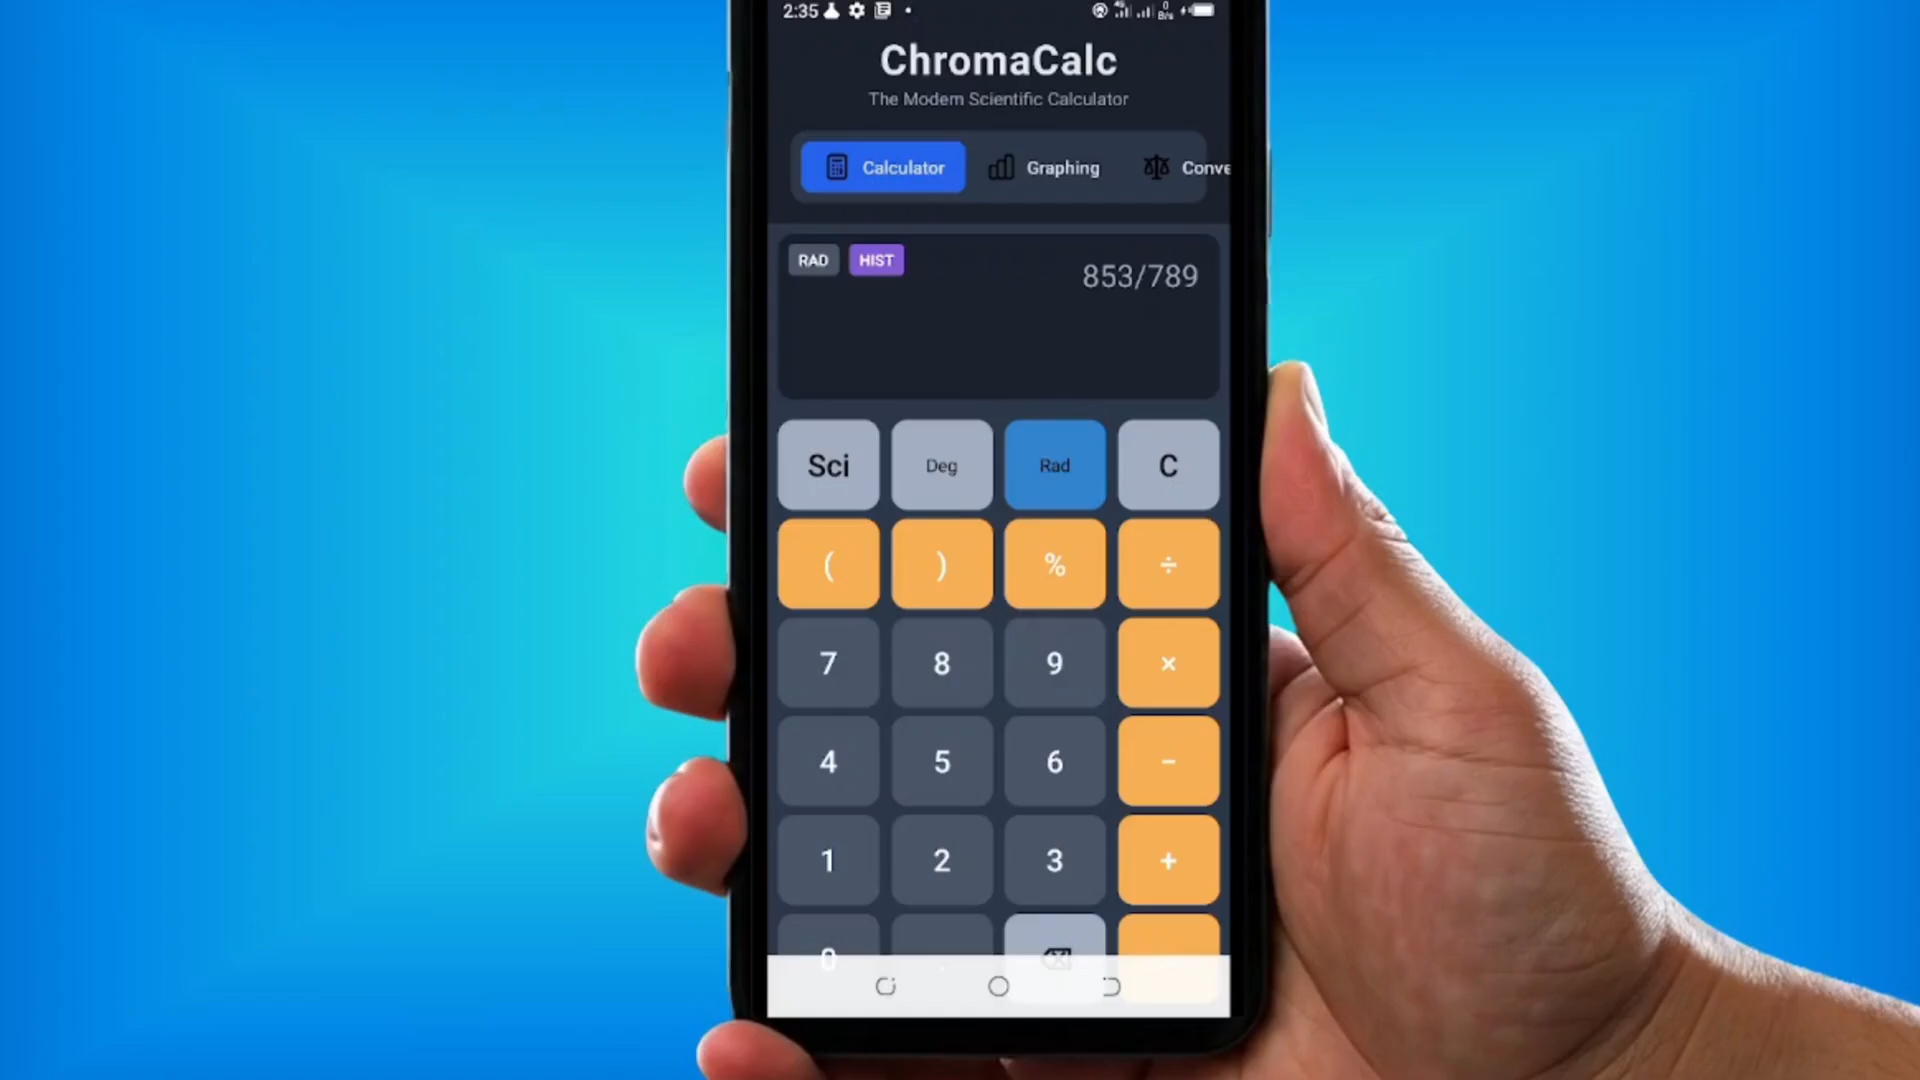 2:35
ChromaCalc
The Modern Scientific Calculator
Calculator Graphing Conve
RAD HIST 853/789
Sci Deg Rad C
( ) % ÷
7 8 9 ×
4 5 6 −
1 2 3 +
0 .